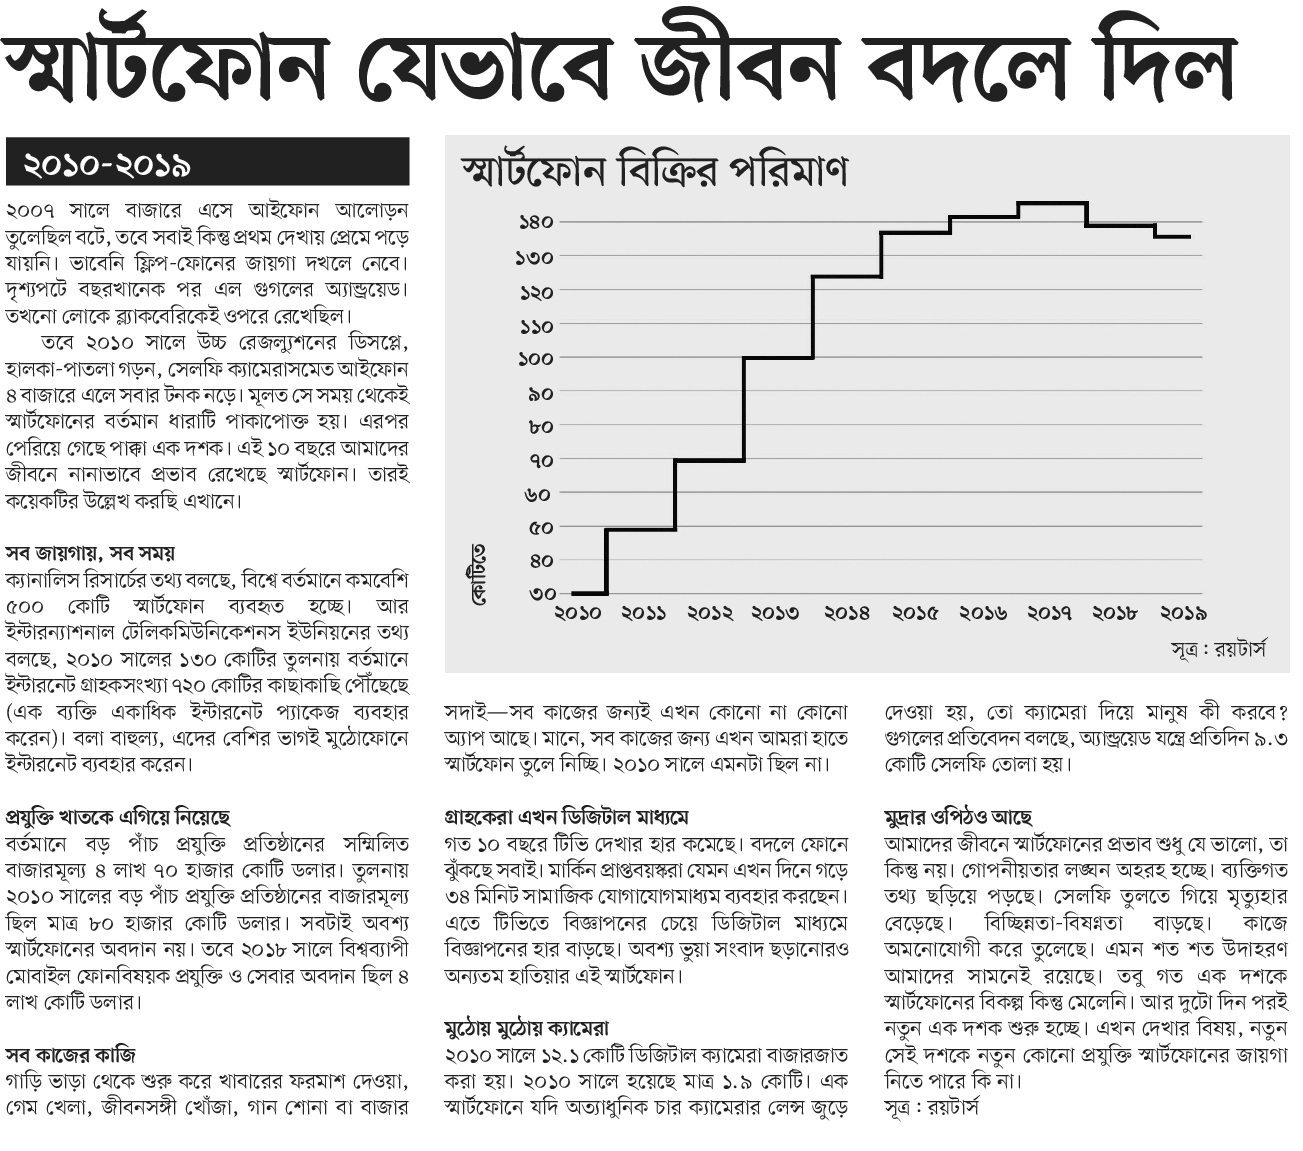 স্মার্টফোন যেভাবে জীবন বদলে দিল
২০১০-২০১৯
২০০৭ সালে বাজারে এসে আইফোন আলোড়ন
তুলেছিল বটে, তবে সবাই কিন্তু প্রথম দেখায় প্রেমে পড়ে
যায়নি। ভাবেনি ফ্লিপ-ফোনের জায়গা দখলে নেবে।
দৃশ্যপটে বছরখানেক পর এল গুগলের অ্যান্ড্রয়েড।
তখনো লোকে ব্ল্যাকবেরিকেই ওপরে রেখেছিল।
তবে ২০১০ সালে উচ্চ রেজল্যুশনের ডিসপ্লে,
হালকা-পাতলা গড়ন, সেলফি ক্যামেরাসমেত আইফোন
৪ বাজারে এলে সবার টনক নড়ে। মূলত সে সময় থেকেই
স্মার্টফোনের বর্তমান ধারাটি পাকাপোক্ত হয়। এরপর
পেরিয়ে গেছে পাক্কা এক দশক। এই ১০ বছরে আমাদের
জীবনে নানাভাবে প্রভাব রেখেছে স্মার্টফোন। তারই
কয়েকটির উল্লেখ করছি এখানে।
সব জায়গায়, সব সময়
ক্যানালিস রিসার্চের তথ্য বলছে, বিশ্বে বর্তমানে কমবেশি
৫০০ কোটি স্মার্টফোন ব্যবহৃত হচ্ছে। আর
ইন্টারন্যাশনাল টেলিকমিউনিকেশনস ইউনিয়নের তথ্য
বলছে, ২০১০ সালের ১৩০ কোটির তুলনায় বর্তমানে
ইন্টারনেট গ্রাহকসংখ্যা ৭২০ কোটির কাছাকাছি পৌঁছেছে
(এক ব্যক্তি একাধিক ইন্টারনেট প্যাকেজ ব্যবহার
করেন)। বলা বাহুল্য, এদের বেশির ভাগই মুঠোফোনে
ইন্টারনেট ব্যবহার করেন।
প্রযুক্তি খাতকে এগিয়ে নিয়েছে
বর্তমানে বড় পাঁচ প্রযুক্তি প্রতিষ্ঠানের সম্মিলিত
বাজারমূল্য ৪ লাখ ৭০ হাজার কোটি ডলার। তুলনায়
২০১০ সালের বড় পাঁচ প্রযুক্তি প্রতিষ্ঠানের বাজারমূল্য
ছিল মাত্র ৮০ হাজার কোটি ডলার। সবটাই অবশ্য
স্মার্টফোনের অবদান নয়। তবে ২০১৮ সালে বিশ্বব্যাপী
মোবাইল ফোনবিষয়ক প্রযুক্তি ও সেবার অবদান ছিল ৪
লাখ কোটি ডলার।
সব কাজের কাজি
গাড়ি ভাড়া থেকে শুরু করে খাবারের ফরমাশ দেওয়া,
গেম খেলা, জীবনসঙ্গী খোঁজা, গান শোনা বা বাজার
স্মার্টফোন বিক্রির পরিমাণ
১৪০
১৩০
১২০
১১০
১০০
৯০
৮০
৭০
৬০
৫০
৪০
৩০
কোটিতে
২০১০ ২০১১ ২০১২ ২০১৩ ২০১৪ ২০১৫ ২০১৬ ২০১৭ ২০১৮ ২০১৯
সূত্র : রয়টার্স
সদাই—সব কাজের জন্যই এখন কোনো না কোনো
অ্যাপ আছে। মানে, সব কাজের জন্য এখন আমরা হাতে
স্মার্টফোন তুলে নিচ্ছি। ২০১০ সালে এমনটা ছিল না।
গ্রাহকেরা এখন ডিজিটাল মাধ্যমে
গত ১০ বছরে টিভি দেখার হার কমেছে। বদলে ফোনে
ঝুঁকছে সবাই। মার্কিন প্রাপ্তবয়স্করা যেমন এখন দিনে গড়ে
৩৪ মিনিট সামাজিক যোগাযোগমাধ্যম ব্যবহার করছেন।
এতে টিভিতে বিজ্ঞাপনের চেয়ে ডিজিটাল মাধ্যমে
বিজ্ঞাপনের হার বাড়ছে। অবশ্য ভুয়া সংবাদ ছড়ানোরও
অন্যতম হাতিয়ার এই স্মার্টফোন।
মুঠোয় মুঠোয় ক্যামেরা
২০১০ সালে ১২.১ কোটি ডিজিটাল ক্যামেরা বাজারজাত
করা হয়। ২০১০ সালে হয়েছে মাত্র ১.৯ কোটি। এক
স্মার্টফোনে যদি অত্যাধুনিক চার ক্যামেরার লেন্স জুড়ে
দেওয়া হয়, তো ক্যামেরা দিয়ে মানুষ কী করবে?
গুগলের প্রতিবেদন বলছে, অ্যান্ড্রয়েড যন্ত্রে প্রতিদিন ৯.৩
কোটি সেলফি তোলা হয়।
মুদ্রার ওপিঠও আছে
আমাদের জীবনে স্মার্টফোনের প্রভাব শুধু যে ভালো, তা
কিন্তু নয়। গোপনীয়তার লঙ্ঘন অহরহ হচ্ছে। ব্যক্তিগত
তথ্য ছড়িয়ে পড়ছে। সেলফি তুলতে গিয়ে মৃত্যুহার
বেড়েছে। বিচ্ছিন্নতা-বিষণ্নতা বাড়ছে। কাজে
অমনোযোগী করে তুলেছে। এমন শত শত উদাহরণ
আমাদের সামনেই রয়েছে। তবু গত এক দশকে
স্মার্টফোনের বিকল্প কিন্তু মেলেনি। আর দুটো দিন পরই
নতুন এক দশক শুরু হচ্ছে। এখন দেখার বিষয়, নতুন
সেই দশকে নতুন কোনো প্রযুক্তি স্মার্টফোনের জায়গা
নিতে পারে কি না।
সূত্র : রয়টার্স